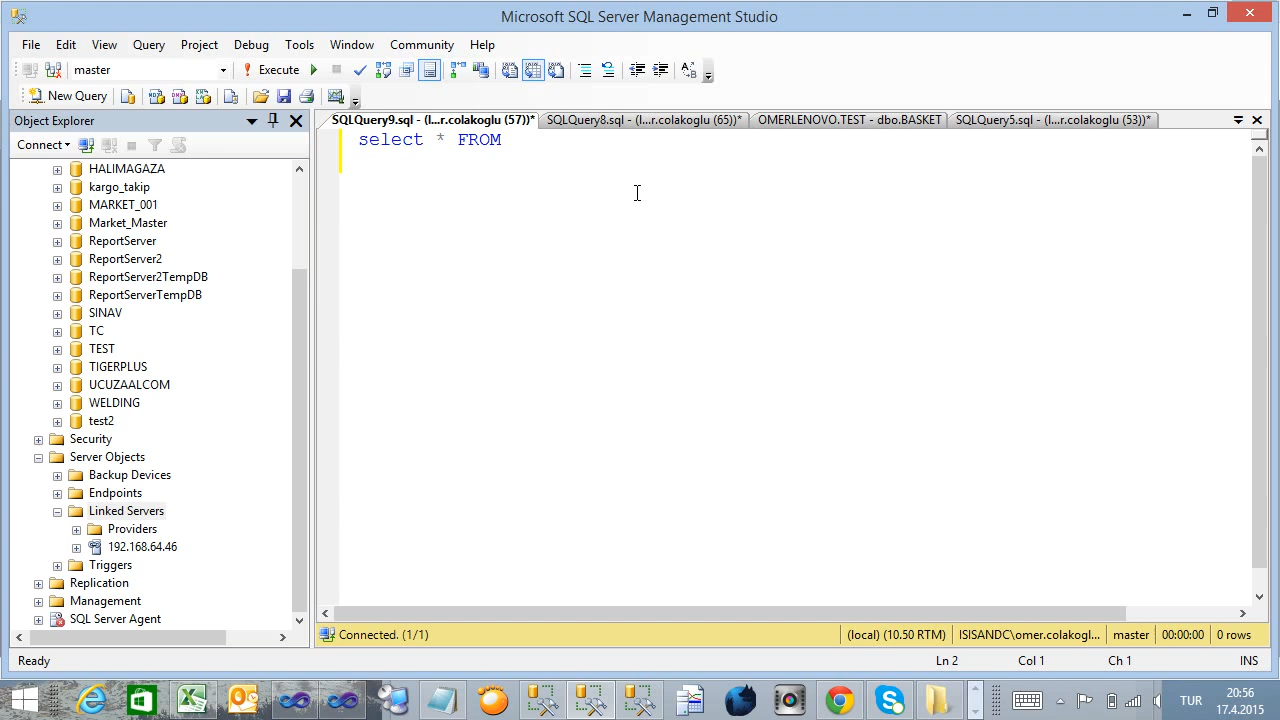 Microsoft SQL Server Management Studio
File Edit View Query Project Debug Tools Window Community Help
master Execute
New Query
Object Explorer
SQLQuery9.sql - (l...r.colakoglu (57))* SQLQuery8.sql - (l...r.colakoglu (65))* OMERLENOVO.TEST - dbo.BASKET SQLQuery5.sql - (l...r.colakoglu (53))*
Connect
select * FROM
HALIMAGAZA
kargo_takip
MARKET_001
Market_Master
ReportServer
ReportServer2
ReportServer2TempDB
ReportServerTempDB
SINAV
TC
TEST
TIGERPLUS
UCUZAALCOM
WELDING
test2
Security
Server Objects
Backup Devices
Endpoints
Linked Servers
Providers
192.168.64.46
Triggers
Replication
Management
SQL Server Agent
Connected. (1/1) (local) (10.50 RTM) ISISANDC\omer.colakogl... master 00:00:00 0 rows
Ready Ln 2 Col 1 Ch 1 INS
TUR
20:56
17.4.2015